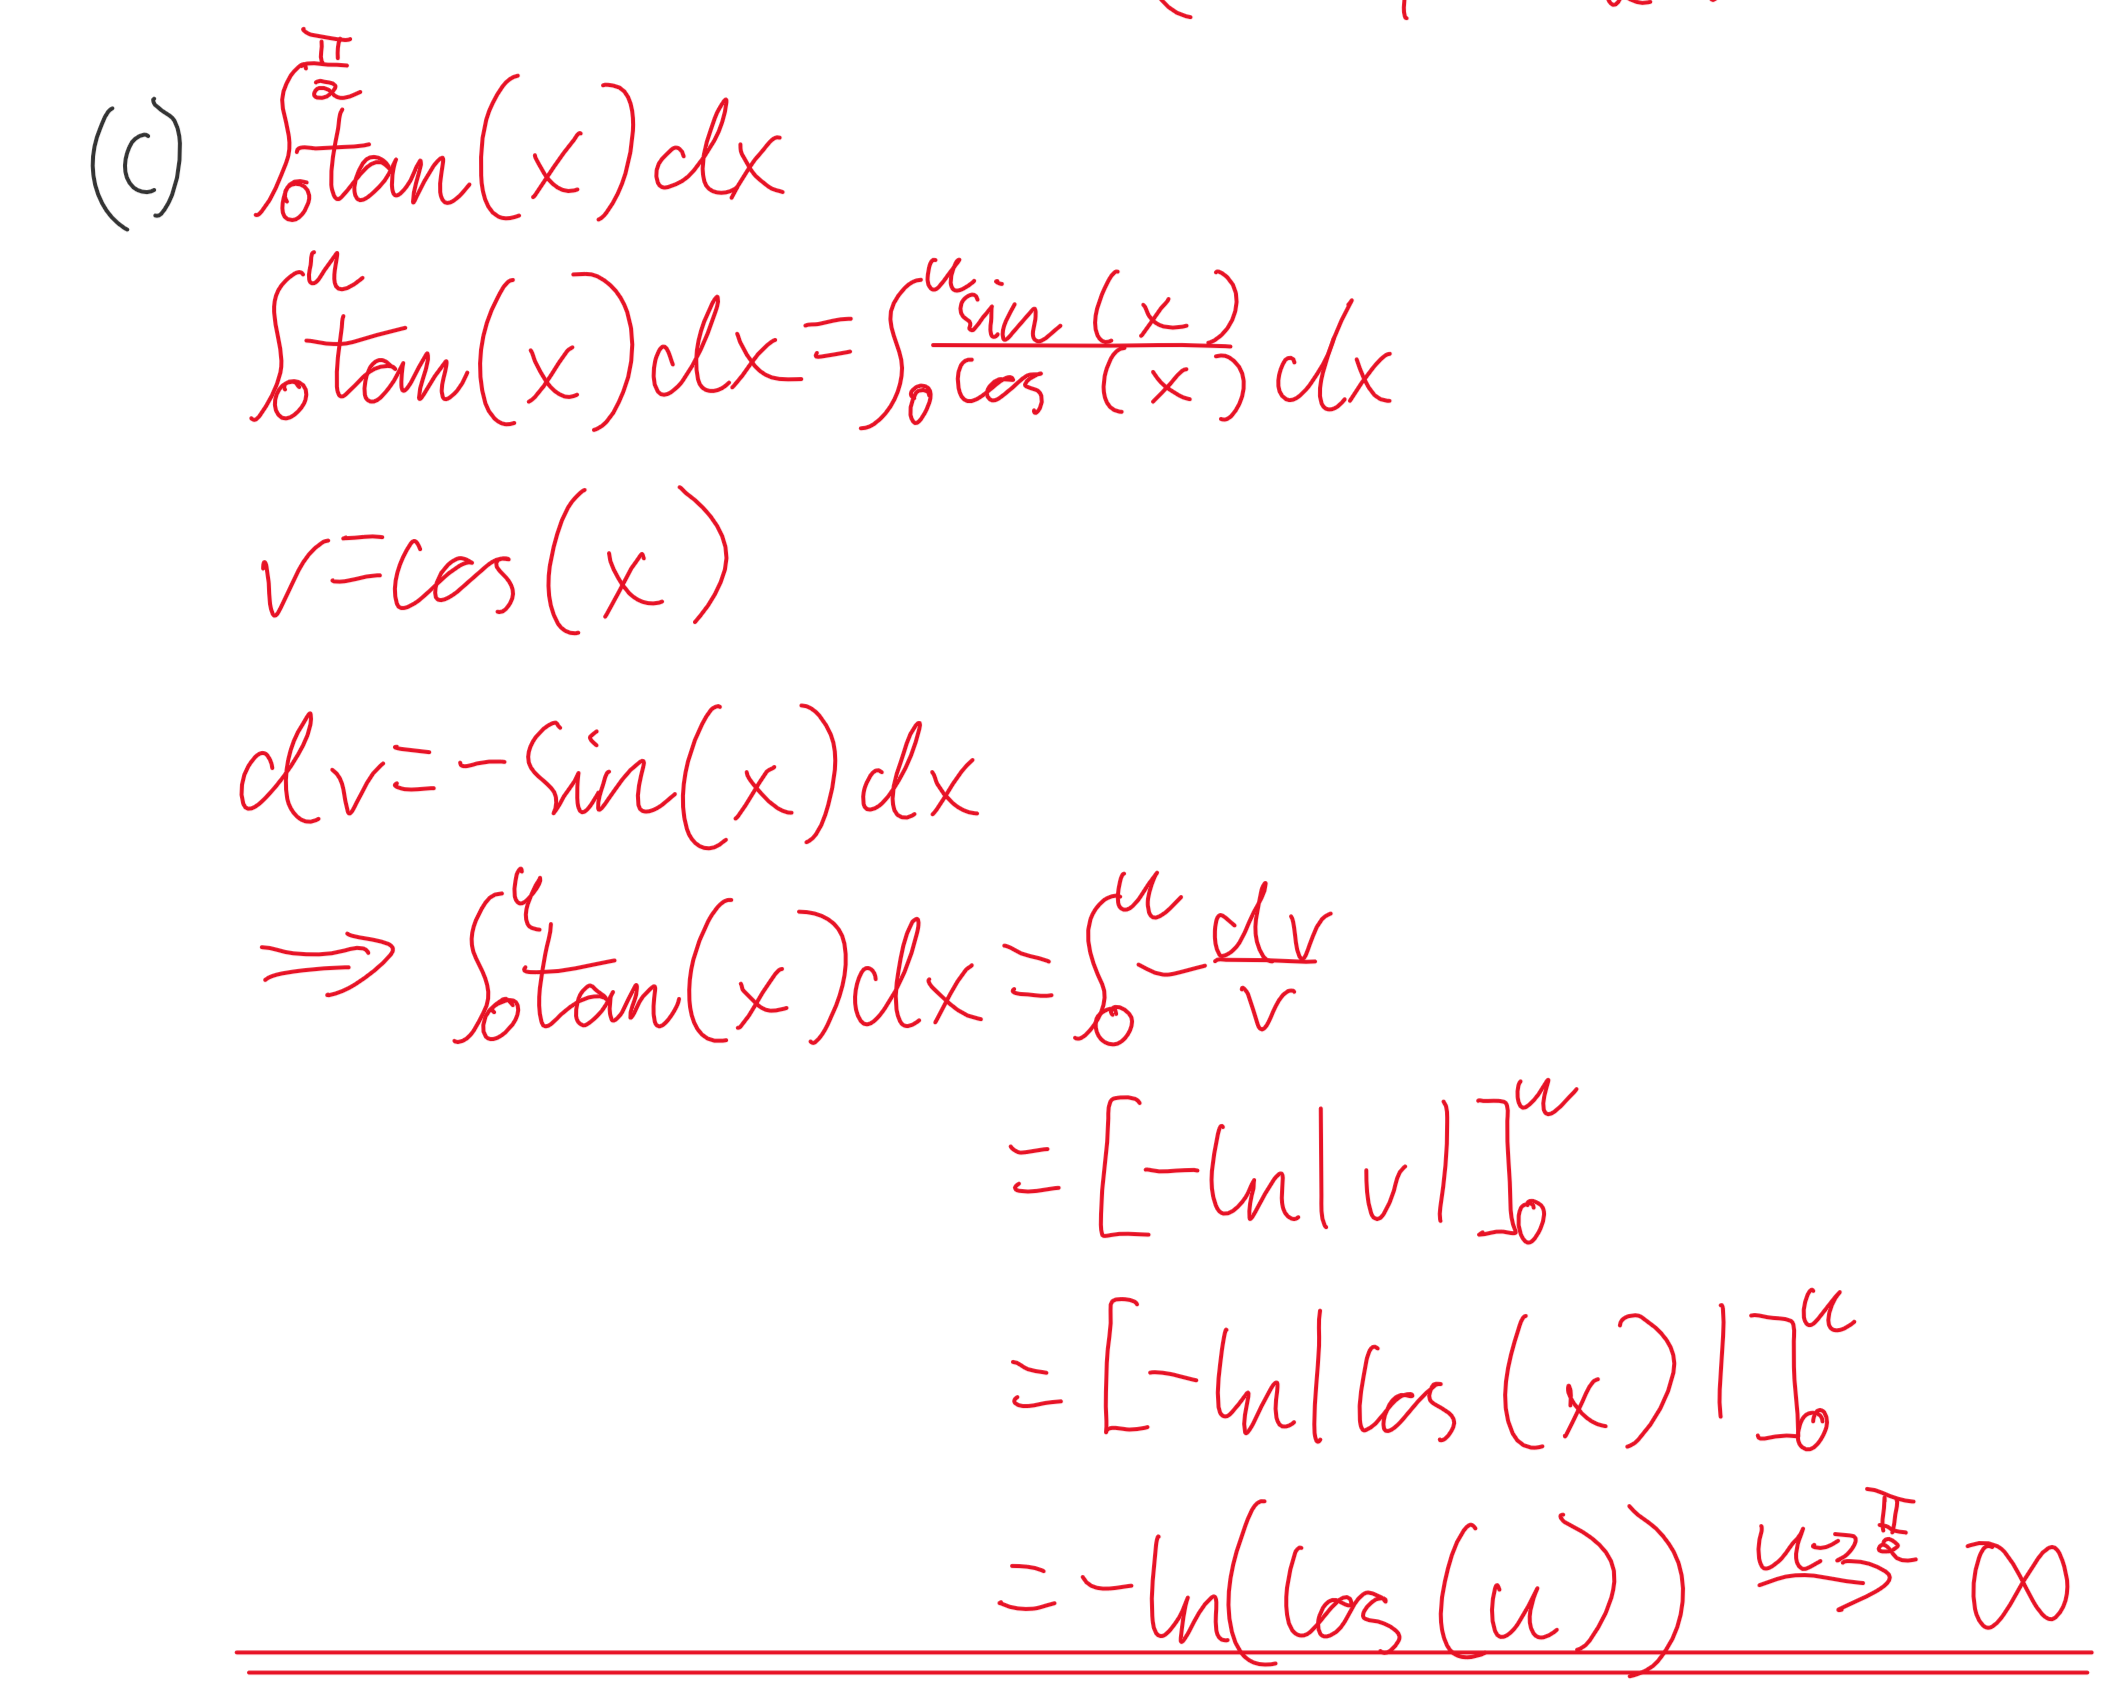 (c) ∫₀^{π/2} tan(x) dx
∫₀^u tan(x) dx = ∫₀^u sin(x)/cos(x) dx
v = cos(x)
dv = -sin(x) dx
⇒ ∫₀^u tan(x) dx = ∫₀^u - dv/v
= [-ln|v|]₀^u
= [-ln|cos(x)|]₀^u
= -ln(cos(u)) →^{u→π/2} ∞